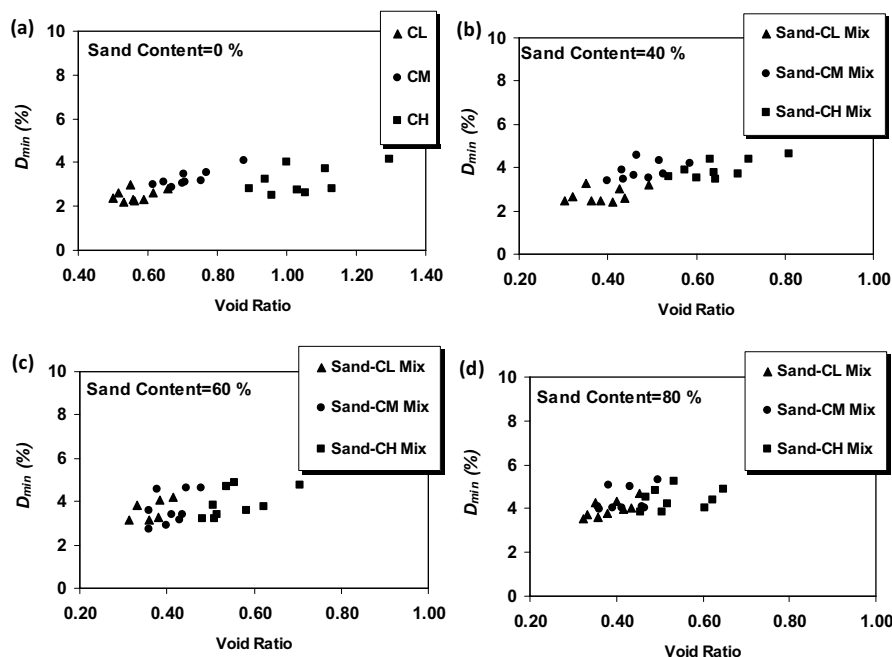 (a)
Sand Content=0 %
CL
CM
CH
D_min (%)
10
8
6
4
2
0
0.40 0.60 0.80 1.00 1.20 1.40
Void Ratio
(b)
Sand Content=40 %
Sand-CL Mix
Sand-CM Mix
Sand-CH Mix
D_min (%)
10
8
6
4
2
0
0.20 0.40 0.60 0.80 1.00
Void Ratio
(c)
Sand Content=60 %
Sand-CL Mix
Sand-CM Mix
Sand-CH Mix
D_min (%)
10
8
6
4
2
0
0.20 0.40 0.60 0.80 1.00
Void Ratio
(d)
Sand Content=80 %
Sand-CL Mix
Sand-CM Mix
Sand-CH Mix
D_min (%)
10
8
6
4
2
0
0.20 0.40 0.60 0.80 1.00
Void Ratio